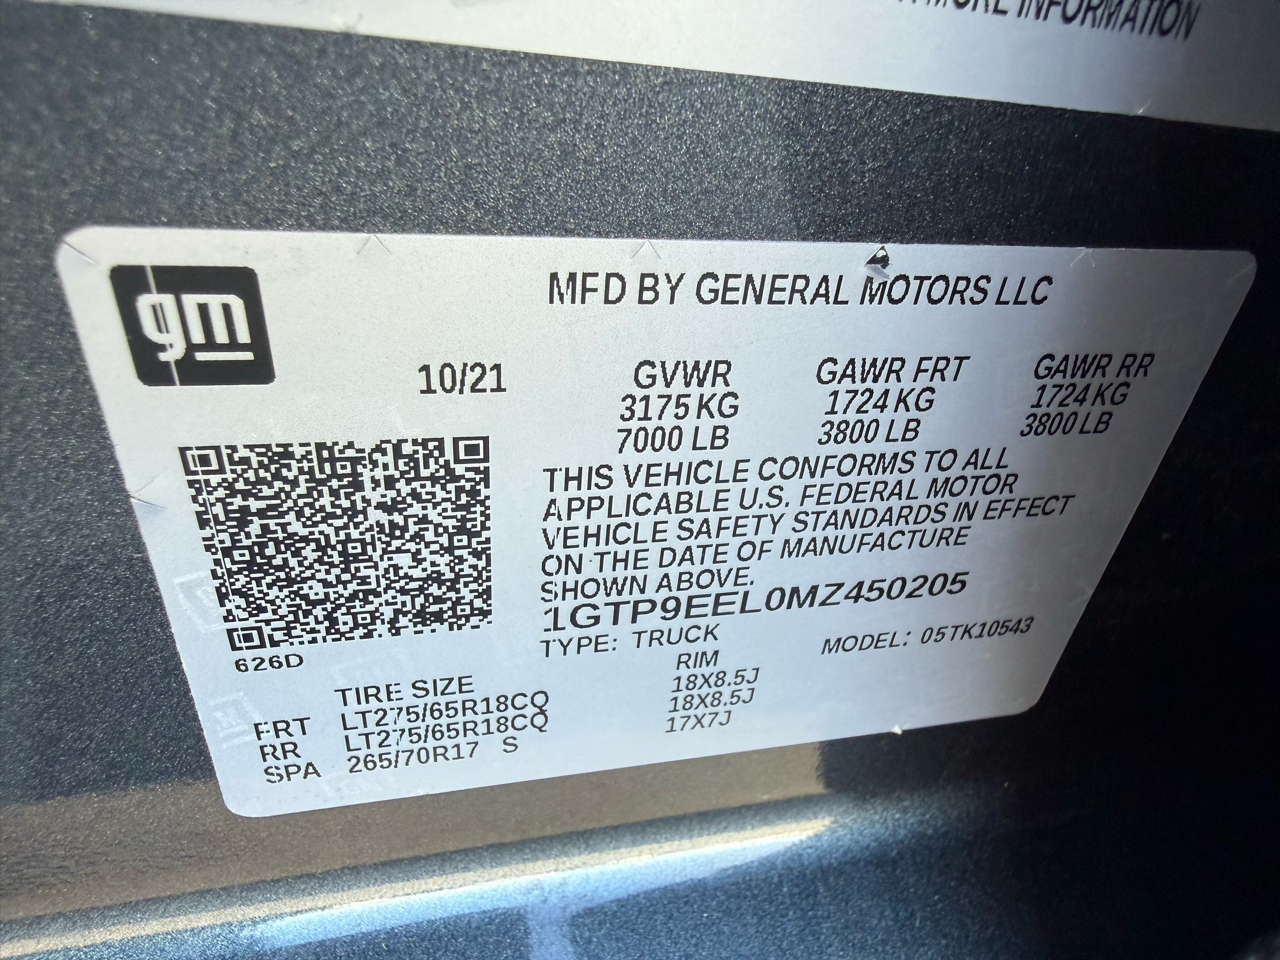 MORE INFORMATION
gm
MFD BY GENERAL MOTORS LLC
10/21
GVWR GAWR FRT GAWR RR
3175 KG 1724 KG 1724 KG
7000 LB 3800 LB 3800 LB
THIS VEHICLE CONFORMS TO ALL
APPLICABLE U.S. FEDERAL MOTOR
VEHICLE SAFETY STANDARDS IN EFFECT
ON THE DATE OF MANUFACTURE
SHOWN ABOVE.
1GTP9EEL0MZ450205
TYPE: TRUCK MODEL: 05TK10543
626D
TIRE SIZE RIM
FRT LT275/65R18CQ 18X8.5J
RR LT275/65R18CQ 18X8.5J
SPA 265/70R17 S 17X7J